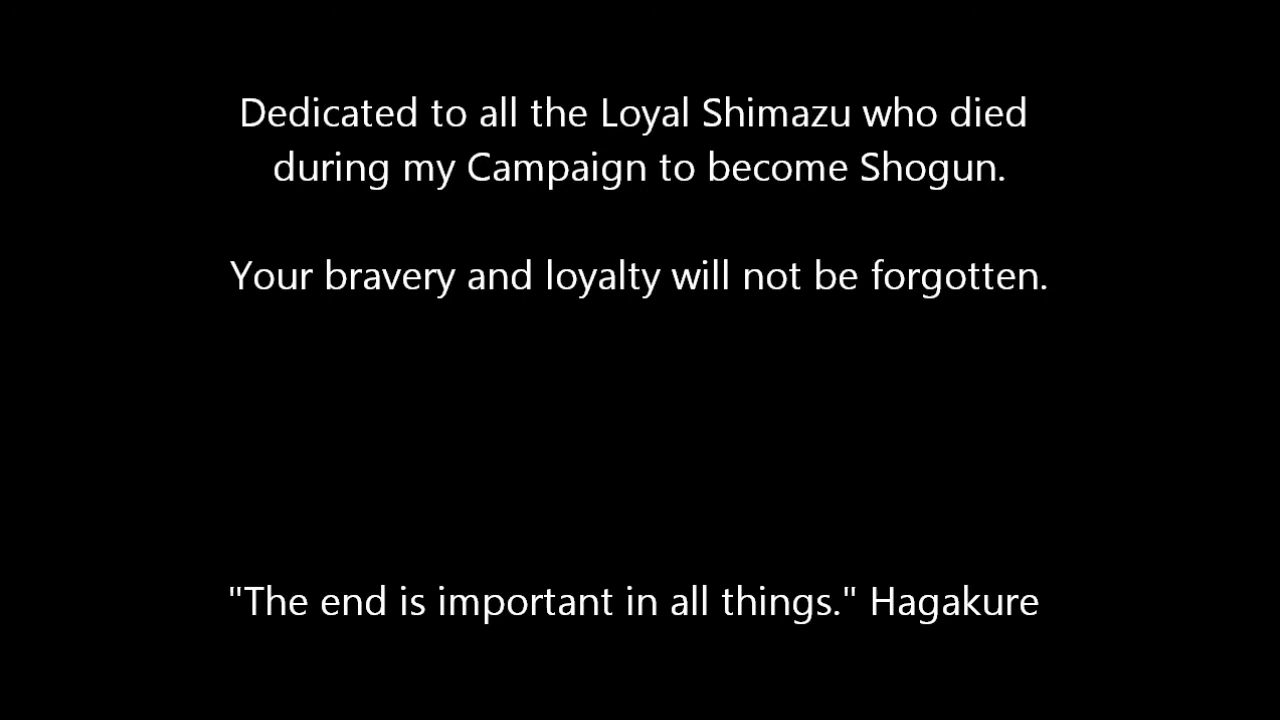 Dedicated to all the Loyal Shimazu who died
during my Campaign to become Shogun.
Your bravery and loyalty will not be forgotten.
"The end is important in all things." Hagakure